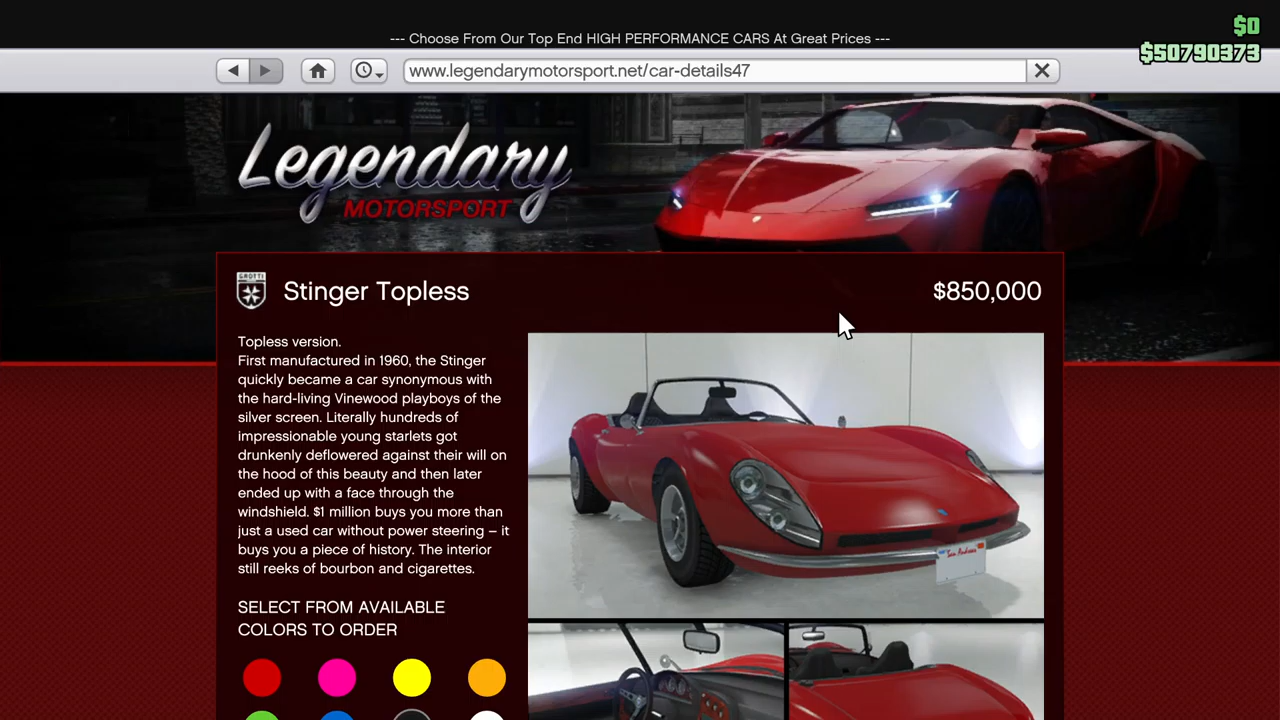 $0
--- Choose From Our Top End HIGH PERFORMANCE CARS At Great Prices ---
$50790373
www.legendarymotorsport.net/car-details47
Legendary
MOTORSPORT
GROTTI
Stinger Topless
$850,000
Topless version.
First manufactured in 1960, the Stinger
quickly became a car synonymous with
the hard-living Vinewood playboys of the
silver screen. Literally hundreds of
impressionable young starlets got
drunkenly deflowered against their will on
the hood of this beauty and then later
ended up with a face through the
windshield. $1 million buys you more than
just a used car without power steering – it
buys you a piece of history. The interior
still reeks of bourbon and cigarettes.
San Andreas
SELECT FROM AVAILABLE
COLORS TO ORDER